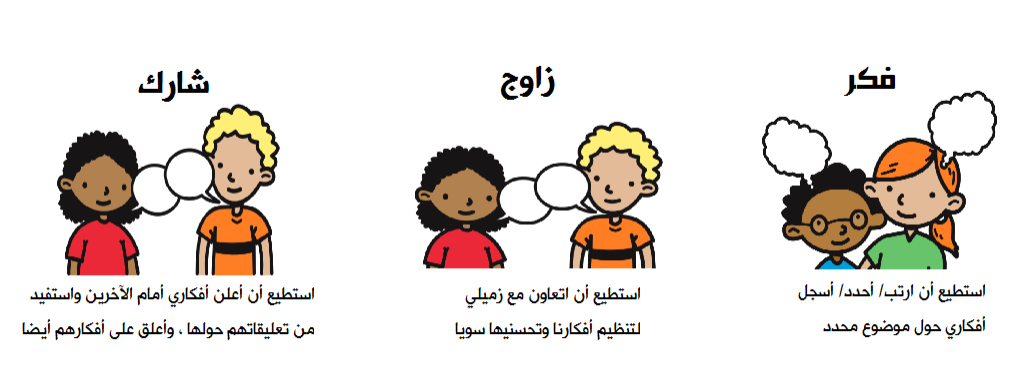 فكر
استطيع أن ارتب/ أحدد/ أسجل
أفكاري حول موضوع محدد
زاوج
استطيع أن اتعاون مع زميلي
لتنظيم أفكارنا وتحسنيها سويا
شارك
استطيع أن أعلن أفكاري أمام الآخرين واستفيد
من تعليقاتهم حولها ، وأعلق على أفكارهم أيضا